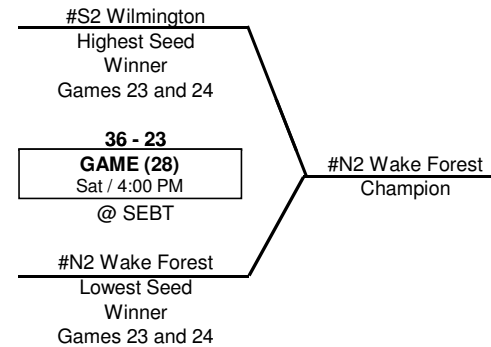 #S2 Wilmington
Highest Seed
Winner
Games 23 and 24
36 - 23
GAME (28)
Sat / 4:00 PM
@ SEBT
#N2 Wake Forest
Champion
#N2 Wake Forest
Lowest Seed
Winner
Games 23 and 24